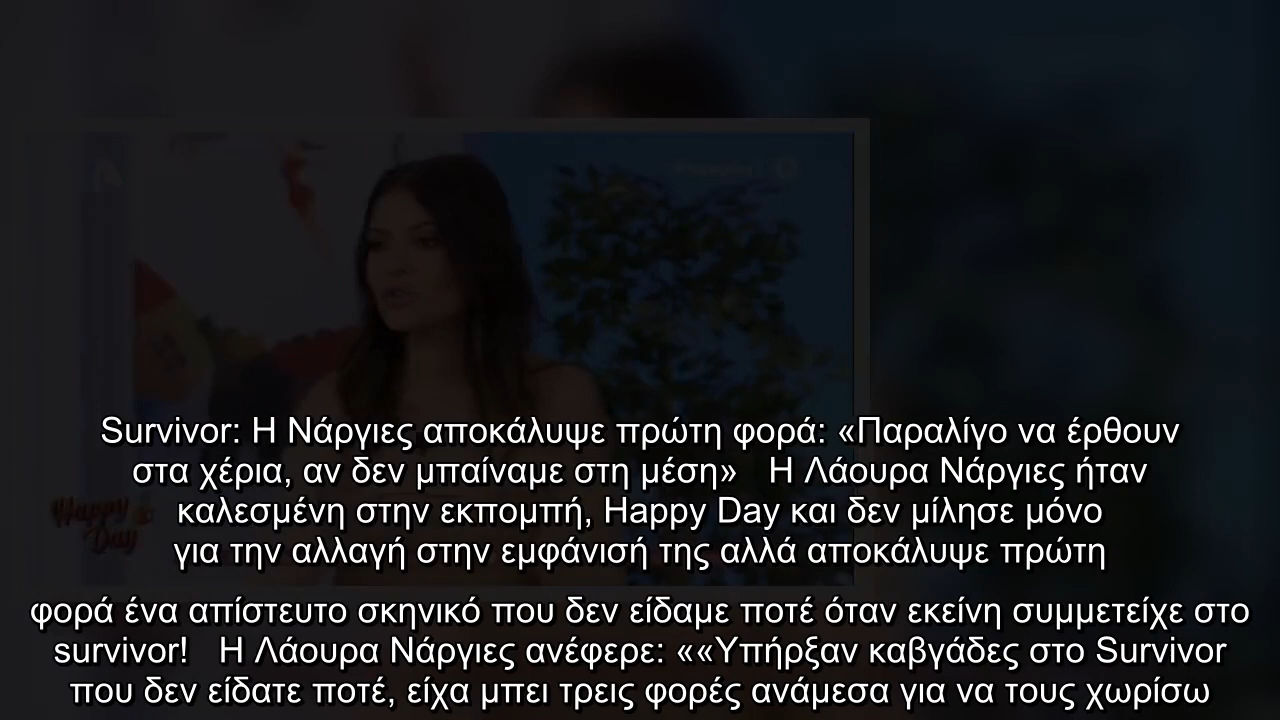 Happy
Day
Survivor: Η Νάργιες αποκάλυψε πρώτη φορά: «Παραλίγο να έρθουν
στα χέρια, αν δεν μπαίναμε στη μέση»   Η Λάουρα Νάργιες ήταν
καλεσμένη στην εκπομπή, Happy Day και δεν μίλησε μόνο
για την αλλαγή στην εμφάνισή της αλλά αποκάλυψε πρώτη
φορά ένα απίστευτο σκηνικό που δεν είδαμε ποτέ όταν εκείνη συμμετείχε στο
survivor!   Η Λάουρα Νάργιες ανέφερε: ««Υπήρξαν καβγάδες στο Survivor
που δεν είδατε ποτέ, είχα μπει τρεις φορές ανάμεσα για να τους χωρίσω